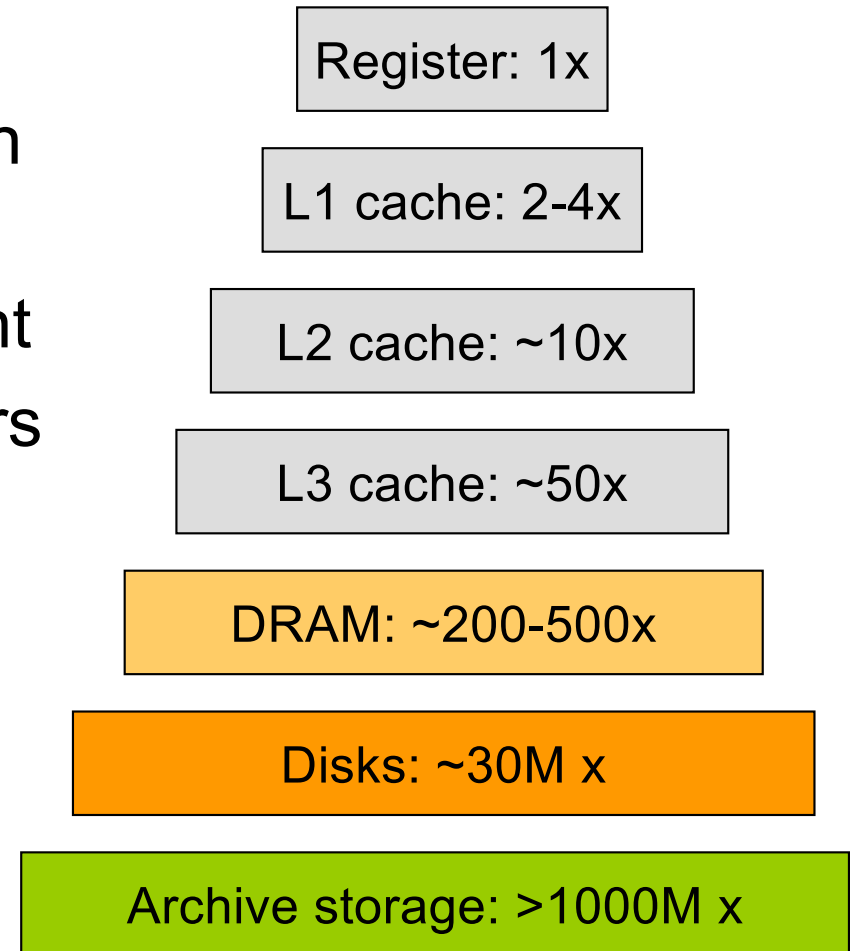 Register: 1x
L1 cache: 2-4x
L2 cache: ~10x
L3 cache: ~50x
DRAM: ~200-500x
Disks: ~30M x
Archive storage: >1000M x